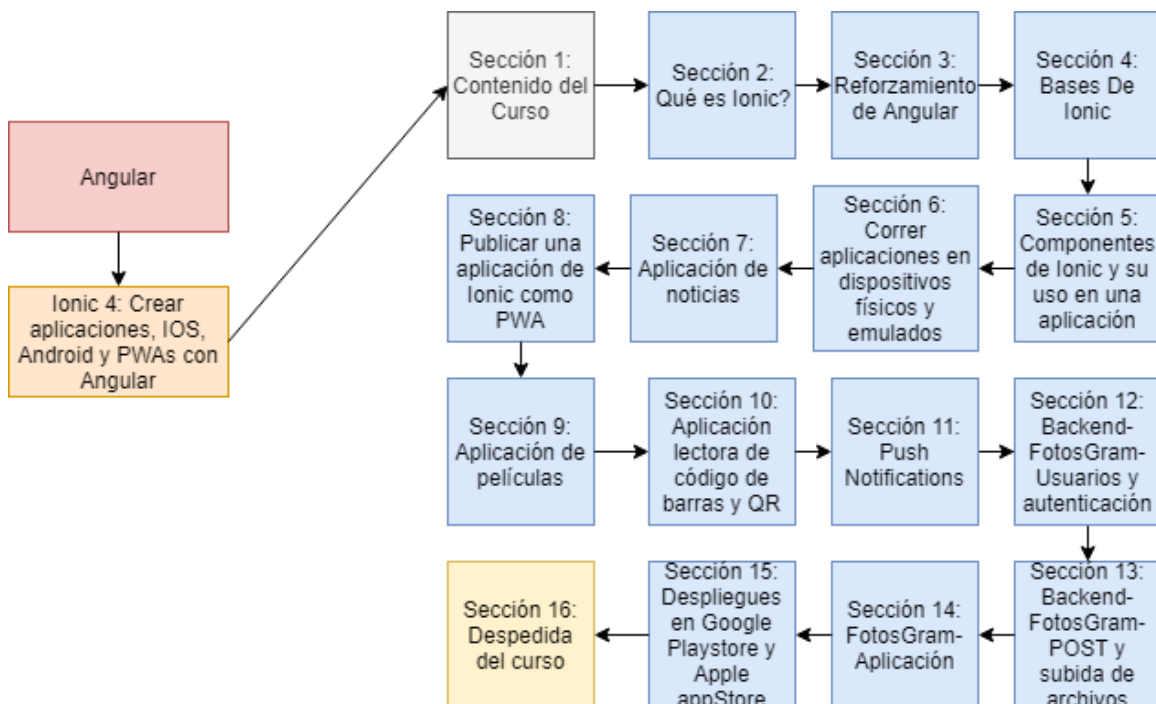 Angular
Ionic 4: Crear
aplicaciones, IOS,
Android y PWAs con
Angular
Sección 1:
Contenido del
Curso
Sección 2:
Qué es Ionic?
Sección 3:
Reforzamiento
de Angular
Sección 4:
Bases De
Ionic
Sección 5:
Componentes
de Ionic y su
uso en una
aplicación
Sección 6:
Correr
aplicaciones en
dispositivos
físicos y
emulados
Sección 7:
Aplicación de
noticias
Sección 8:
Publicar una
aplicación de
Ionic como
PWA
Sección 9:
Aplicación de
películas
Sección 10:
Aplicación
lectora de
código de
barras y QR
Sección 11:
Push
Notifications
Sección 12:
Backend-
FotosGram-
Usuarios y
autenticación
Sección 13:
Backend-
FotosGram-
POST y
subida de
archivos
Sección 14:
FotosGram-
Aplicación
Sección 15:
Despliegues
en Google
Playstore y
Apple
appStore
Sección 16:
Despedida
del curso